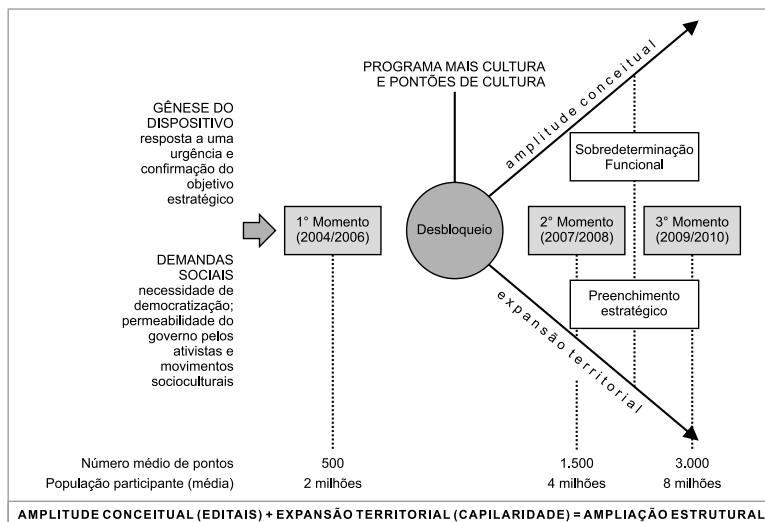 PROGRAMA MAIS CULTURA
E PONTÕES DE CULTURA
GÊNESE DO
DISPOSITIVO
resposta a uma
urgência e
confirmação do
objetivo
estratégico
DEMANDAS
SOCIAIS
necessidade de
democratização;
permeabilidade do
governo pelos
ativistas e
movimentos
socioculturais
1° Momento
(2004/2006)
Desbloqueio
amplitude conceitual
Sobredeterminação
Funcional
2° Momento
(2007/2008)
3° Momento
(2009/2010)
Preenchimento
estratégico
expansão territorial
Número médio de pontos 500 1.500 3.000
População participante (média) 2 milhões 4 milhões 8 milhões
AMPLITUDE CONCEITUAL (EDITAIS) + EXPANSÃO TERRITORIAL (CAPILARIDADE) = AMPLIAÇÃO ESTRUTURAL